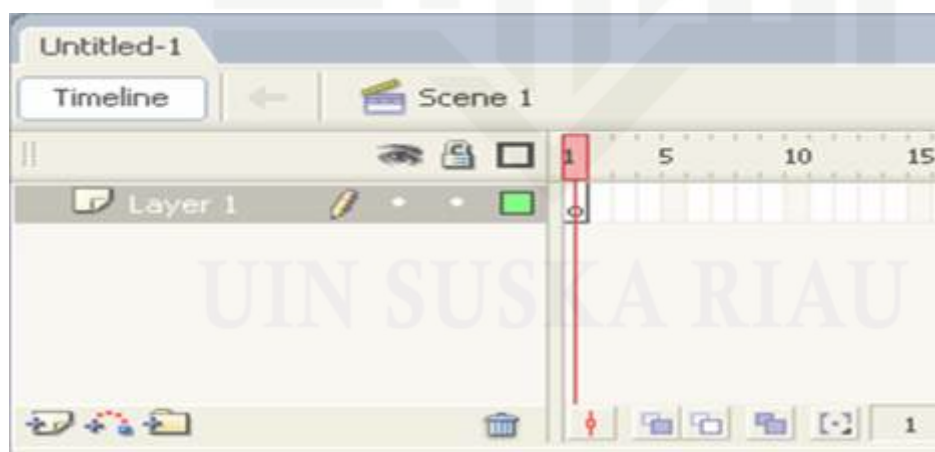 Untitled-1
Timeline Scene 1
1 5 10 15
Layer 1
UIN SUSKA RIAU
1